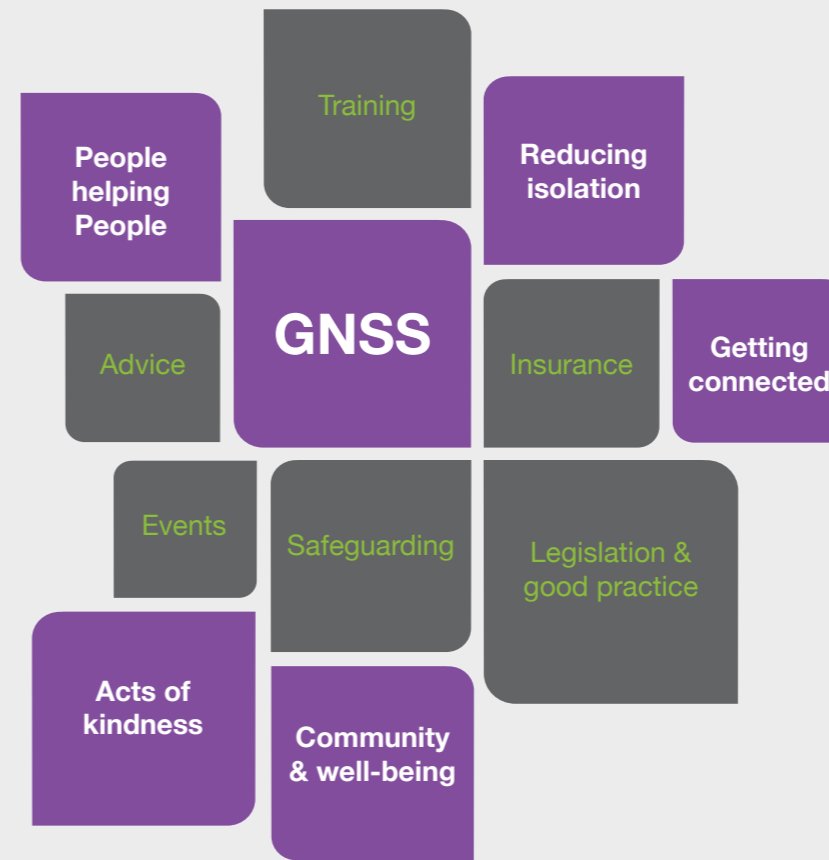 Training
People
helping
People
Reducing
isolation
GNSS
Advice
Insurance
Getting
connected
Events
Safeguarding
Legislation &
good practice
Acts of
kindness
Community
& well-being